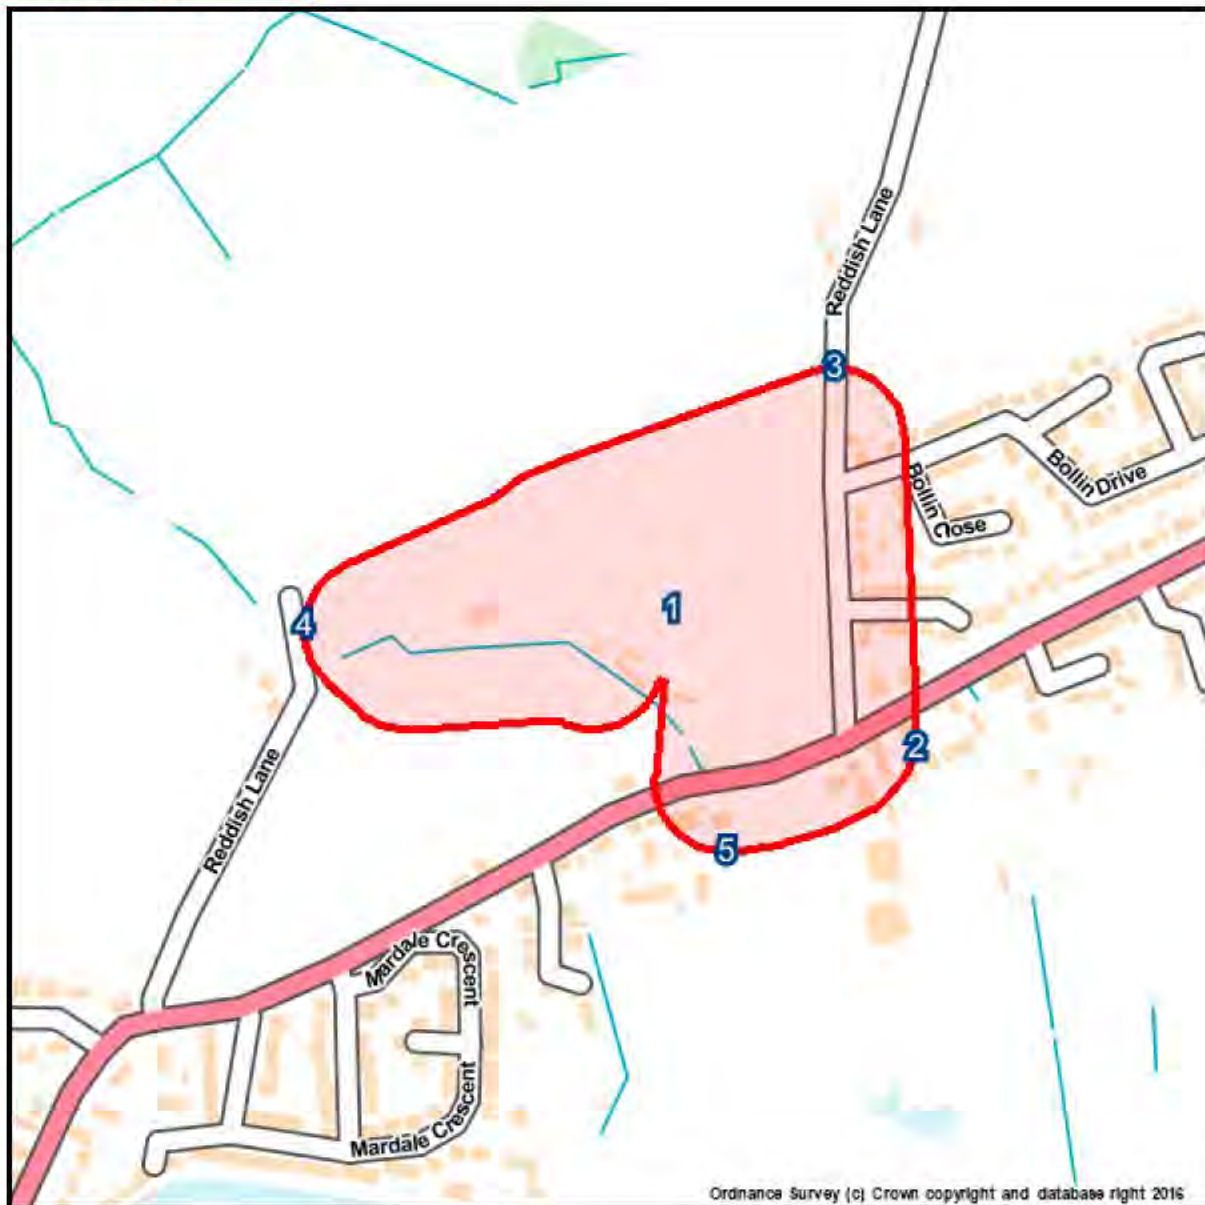 Reddish Lane
3
Bollin Drive
Bollin Close
1
4
2
Reddish Lane
5
Mardale Crescent
Mardale Crescent
Ordnance Survey (c) Crown copyright and database right 2016